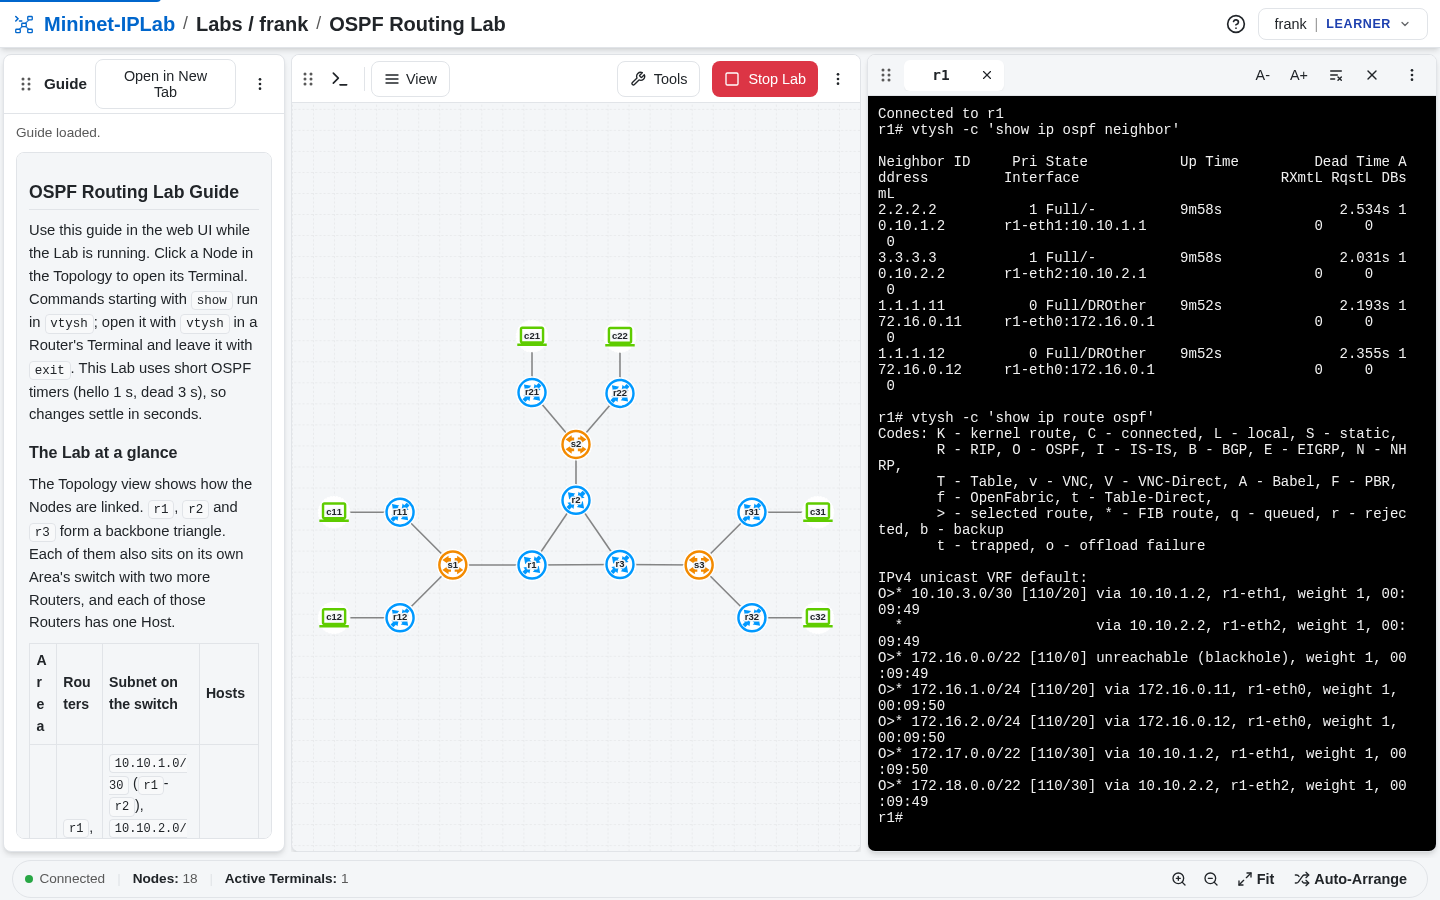 Mininet-IPLab / Labs / frank / OSPF Routing Lab
frank | LEARNER
Guide
Open in New
Tab
Guide loaded.
OSPF Routing Lab Guide
Use this guide in the web UI while
the Lab is running. Click a Node in
the Topology to open its Terminal.
Commands starting with show run
in vtysh; open it with vtysh in a
Router's Terminal and leave it with
exit. This Lab uses short OSPF
timers (hello 1 s, dead 3 s), so
changes settle in seconds.
The Lab at a glance
The Topology view shows how the
Nodes are linked. r1, r2 and
r3 form a backbone triangle.
Each of them also sits on its own
Area's switch with two more
Routers, and each of those
Routers has one Host.
A
r
e
a
Rou
ters
Subnet on
the switch
Hosts
r1,
10.10.1.0/
30 (r1-
r2),
10.10.2.0/
View
Tools
Stop Lab
c21
c22
r21
r22
s2
r2
c11
r11
r31
c31
s1
r1
r3
s3
c12
r12
r32
c32
r1
A-
A+
Connected to r1
r1# vtysh -c 'show ip ospf neighbor'
Neighbor ID     Pri State           Up Time         Dead Time A
ddress         Interface                        RXmtL RqstL DBs
mL
2.2.2.2           1 Full/-          9m58s              2.534s 1
0.10.1.2       r1-eth1:10.10.1.1                    0     0
 0
3.3.3.3           1 Full/-          9m58s              2.031s 1
0.10.2.2       r1-eth2:10.10.2.1                    0     0
 0
1.1.1.11          0 Full/DROther    9m52s              2.193s 1
72.16.0.11     r1-eth0:172.16.0.1                   0     0
 0
1.1.1.12          0 Full/DROther    9m52s              2.355s 1
72.16.0.12     r1-eth0:172.16.0.1                   0     0
 0
r1# vtysh -c 'show ip route ospf'
Codes: K - kernel route, C - connected, L - local, S - static,
       R - RIP, O - OSPF, I - IS-IS, B - BGP, E - EIGRP, N - NH
RP,
       T - Table, v - VNC, V - VNC-Direct, A - Babel, F - PBR,
       f - OpenFabric, t - Table-Direct,
       > - selected route, * - FIB route, q - queued, r - rejec
ted, b - backup
       t - trapped, o - offload failure
IPv4 unicast VRF default:
O>* 10.10.3.0/30 [110/20] via 10.10.1.2, r1-eth1, weight 1, 00:
09:49
  *                       via 10.10.2.2, r1-eth2, weight 1, 00:
09:49
O>* 172.16.0.0/22 [110/0] unreachable (blackhole), weight 1, 00
:09:49
O>* 172.16.1.0/24 [110/20] via 172.16.0.11, r1-eth0, weight 1,
00:09:50
O>* 172.16.2.0/24 [110/20] via 172.16.0.12, r1-eth0, weight 1,
00:09:50
O>* 172.17.0.0/22 [110/30] via 10.10.1.2, r1-eth1, weight 1, 00
:09:50
O>* 172.18.0.0/22 [110/30] via 10.10.2.2, r1-eth2, weight 1, 00
:09:49
r1#
Connected | Nodes: 18 | Active Terminals: 1
Fit
Auto-Arrange